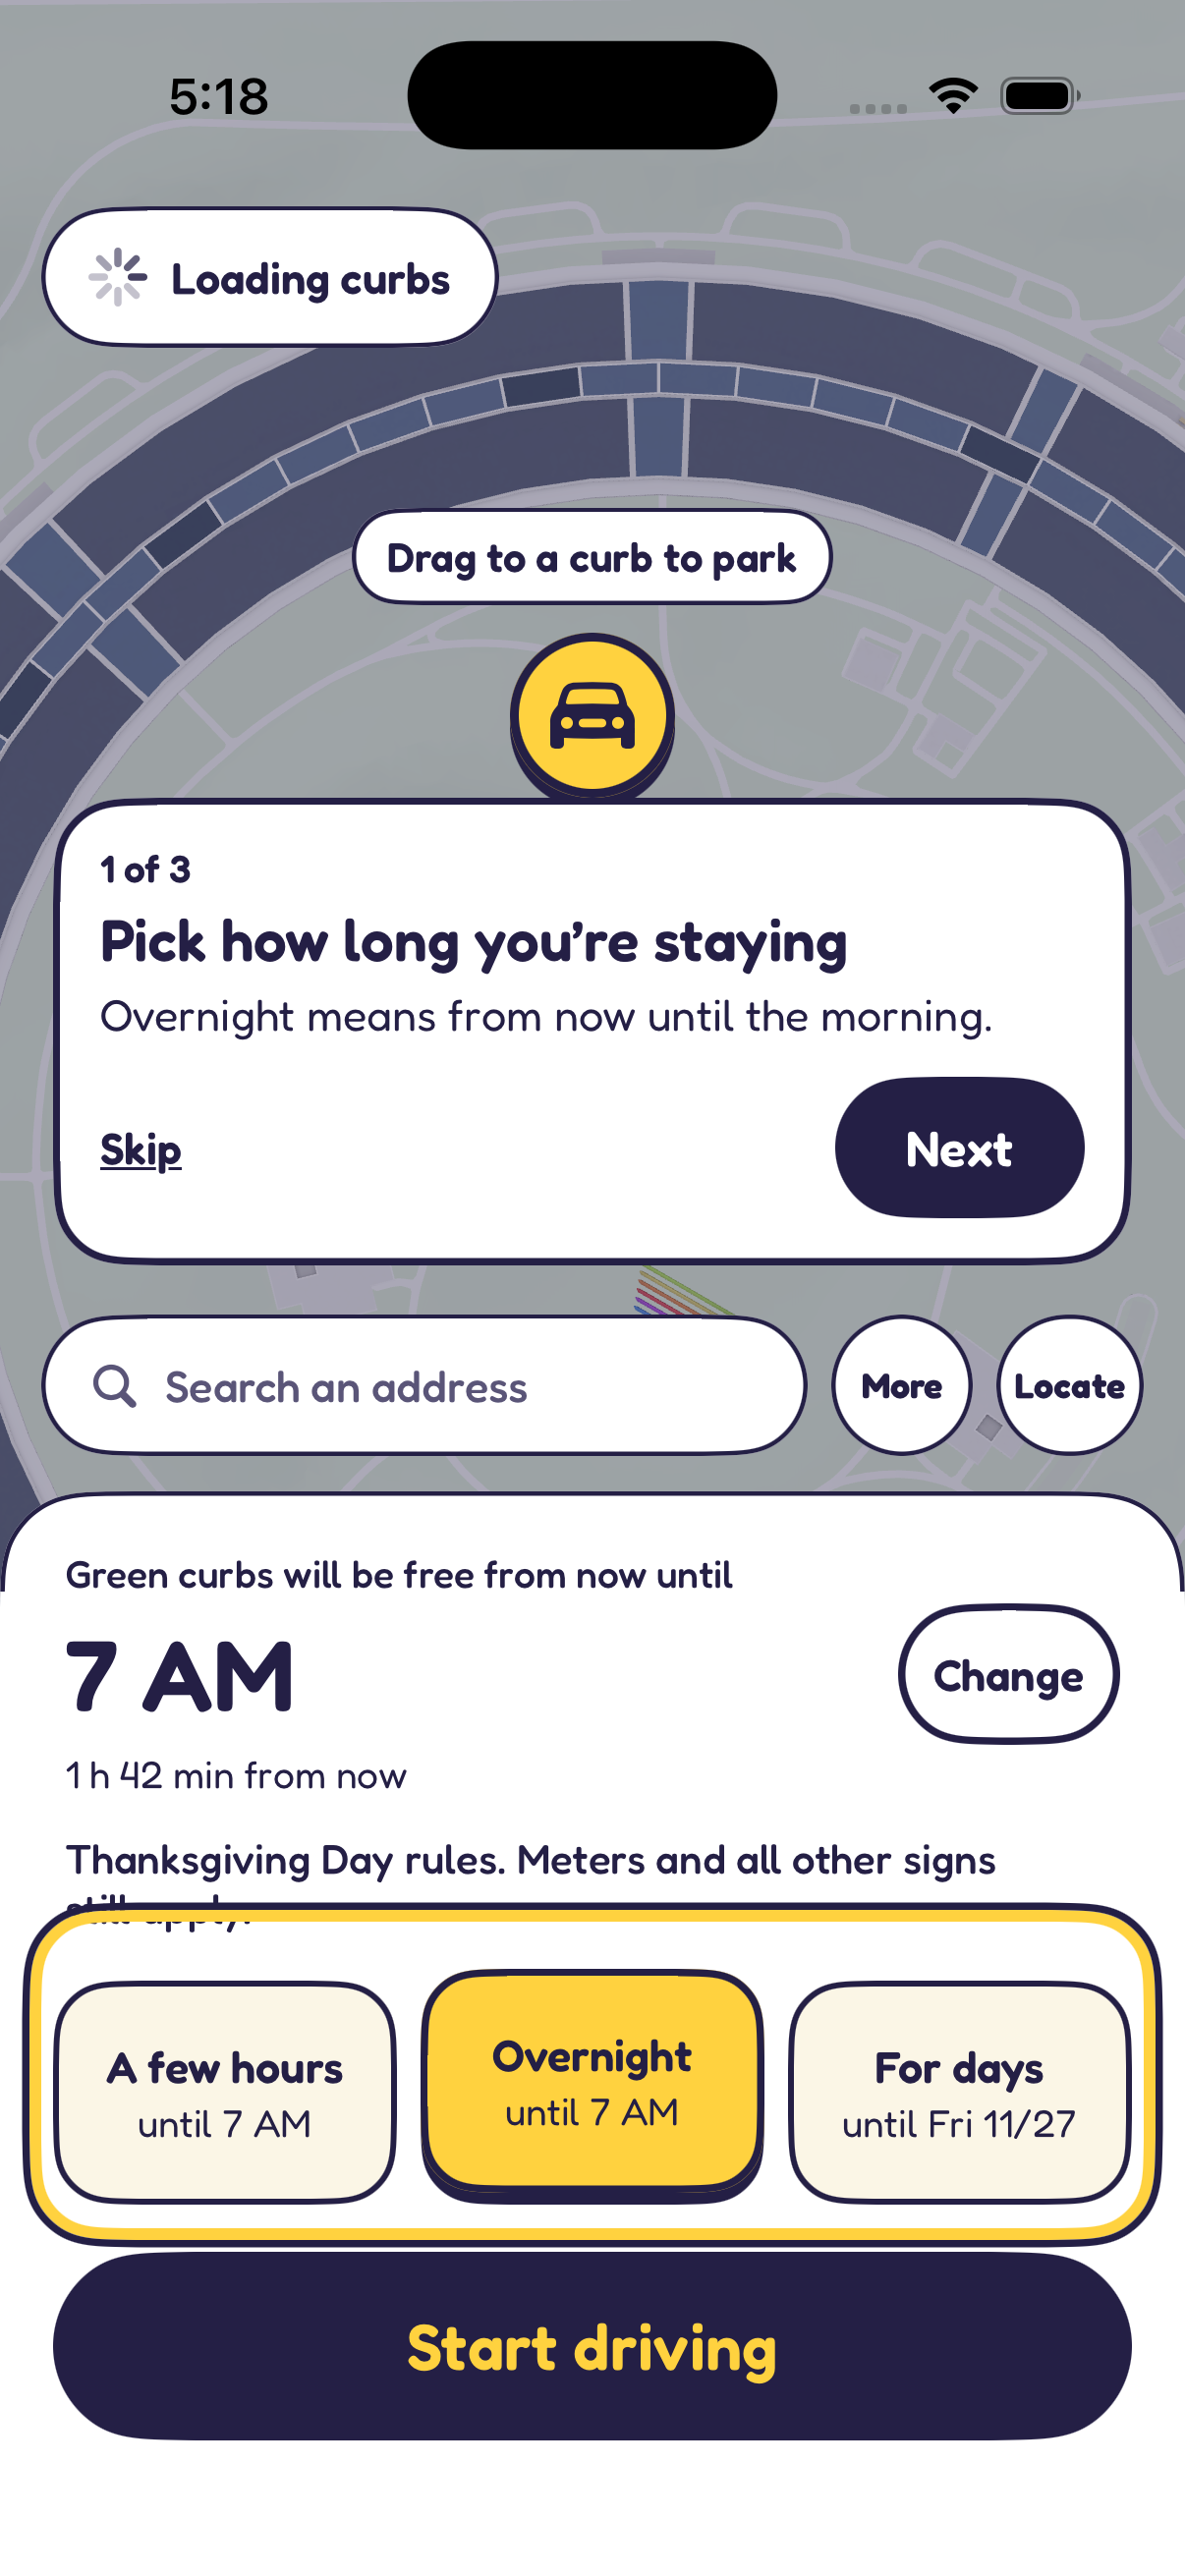 5:18
Loading curbs
Drag to a curb to park
1 of 3
Pick how long you’re staying
Overnight means from now until the morning.
Skip
Next
Search an address
More
Locate
Green curbs will be free from now until
7 AM
Change
1 h 42 min from now
Thanksgiving Day rules. Meters and all other signs
still apply.
A few hours
until 7 AM
Overnight
until 7 AM
For days
until Fri 11/27
Start driving